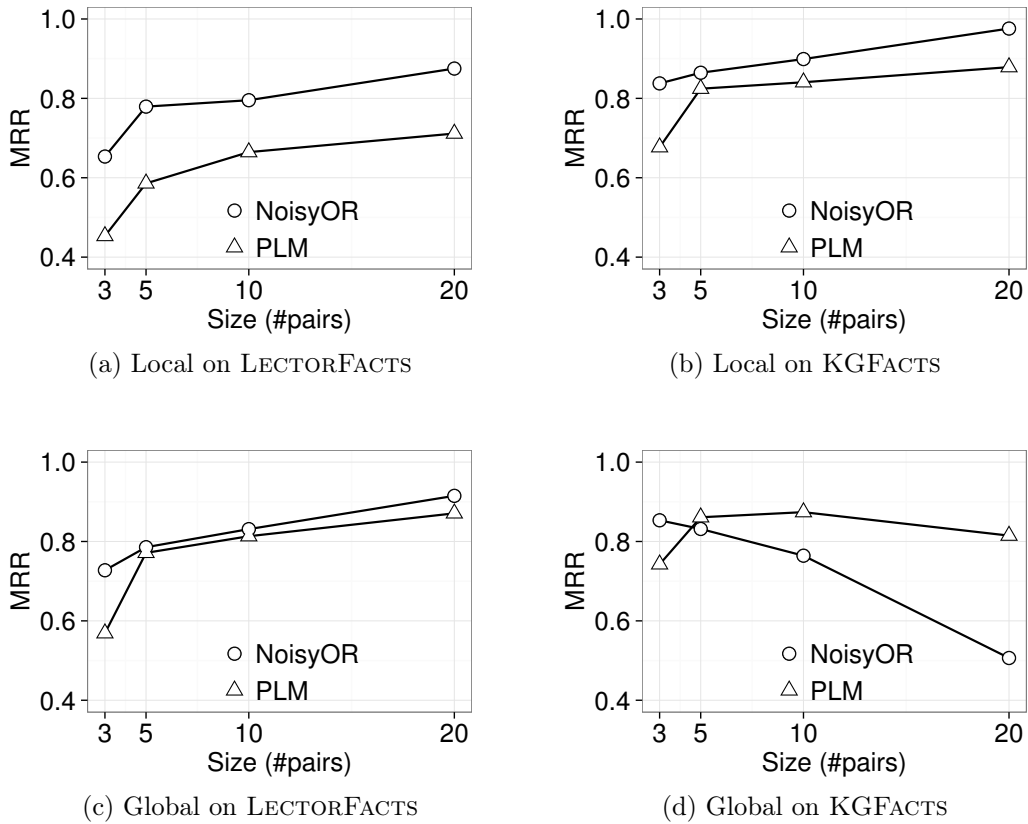 1.0
0.8
0.6
0.4
MRR
NoisyOR
PLM
3 5 10 20
Size (#pairs)
(a) Local on LECTORFACTS
1.0
0.8
0.6
0.4
MRR
NoisyOR
PLM
3 5 10 20
Size (#pairs)
(b) Local on KGFACTS
1.0
0.8
0.6
0.4
MRR
NoisyOR
PLM
3 5 10 20
Size (#pairs)
(c) Global on LECTORFACTS
1.0
0.8
0.6
0.4
MRR
NoisyOR
PLM
3 5 10 20
Size (#pairs)
(d) Global on KGFACTS